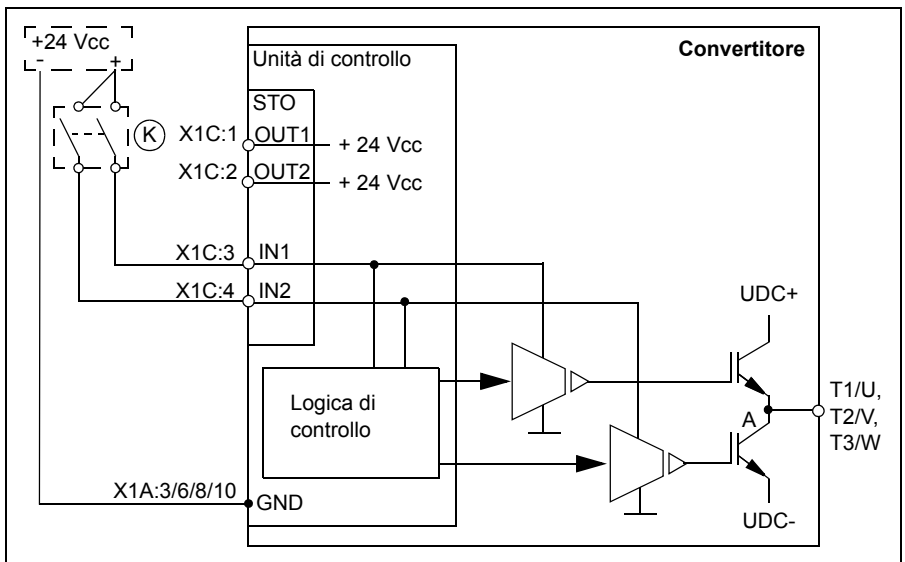 +24 Vcc
- +
Convertitore
Unità di controllo
STO
K
X1C:1 OUT1 + 24 Vcc
X1C:2 OUT2 + 24 Vcc
X1C:3 IN1
X1C:4 IN2
UDC+
Logica di
controllo
A
T1/U,
T2/V,
T3/W
X1A:3/6/8/10 GND
UDC-